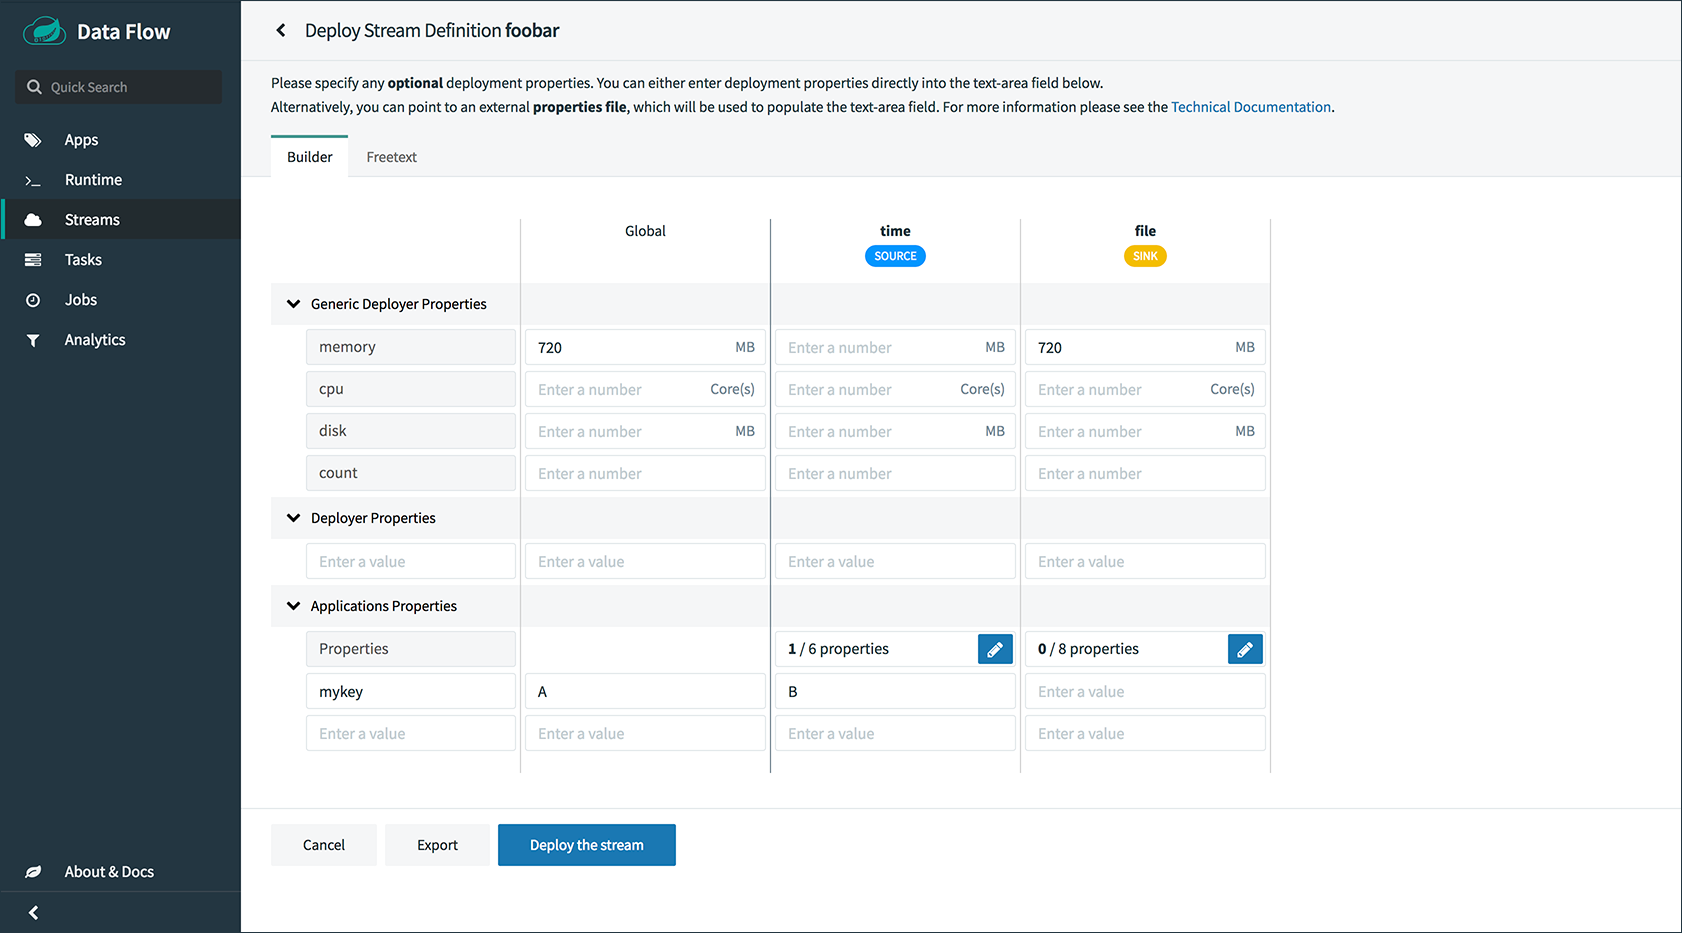 Data Flow
Quick Search
Apps
Runtime
Streams
Tasks
Jobs
Analytics
About & Docs
Deploy Stream Definition foobar
Please specify any optional deployment properties. You can either enter deployment properties directly into the text-area field below.
Alternatively, you can point to an external properties file, which will be used to populate the text-area field. For more information please see the Technical Documentation.
Builder Freetext
Global time file
SOURCE SINK
Generic Deployer Properties
memory 720 MB Enter a number MB 720 MB
cpu Enter a number Core(s) Enter a number Core(s) Enter a number Core(s)
disk Enter a number MB Enter a number MB Enter a number MB
count Enter a number Enter a number Enter a number
Deployer Properties
Enter a value Enter a value Enter a value Enter a value
Applications Properties
Properties 1 / 6 properties 0 / 8 properties
mykey A B Enter a value
Enter a value Enter a value Enter a value Enter a value
Cancel Export Deploy the stream